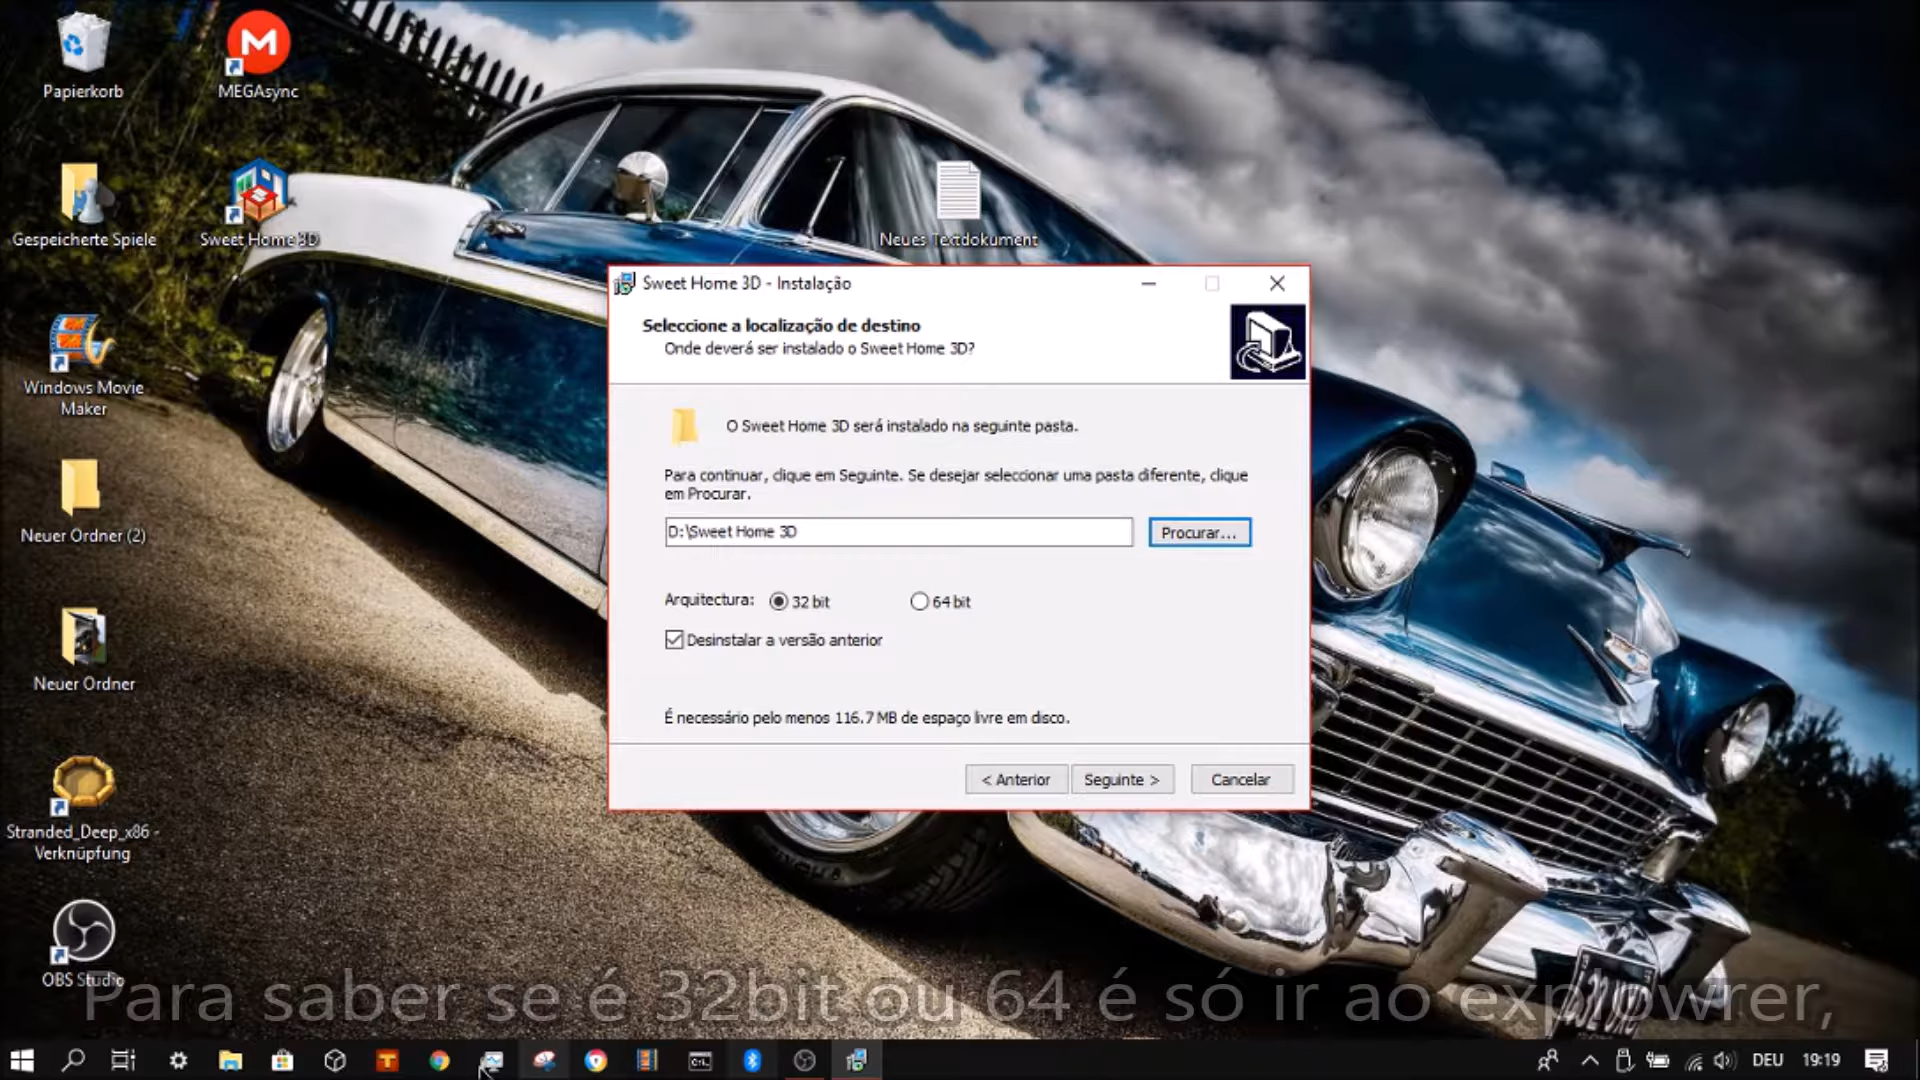 Papierkorb
MEGAsync
Gespeicherte Spiele
Sweet Home 3D
Neues Textdokument
Windows Movie
Maker
Neuer Ordner (2)
Neuer Ordner
Stranded_Deep_x86 -
Verknüpfung
OBS Studio
Sweet Home 3D - Instalação
Seleccione a localização de destino
Onde deverá ser instalado o Sweet Home 3D?
O Sweet Home 3D será instalado na seguinte pasta.
Para continuar, clique em Seguinte. Se desejar seleccionar uma pasta diferente, clique
em Procurar.
D:\Sweet Home 3D
Procurar...
Arquitectura: 32 bit 64 bit
Desinstalar a versão anterior
É necessário pelo menos 116.7 MB de espaço livre em disco.
< Anterior Seguinte > Cancelar
Para saber se é 32bit ou 64 é só ir ao explowrer,
DEU 19:19